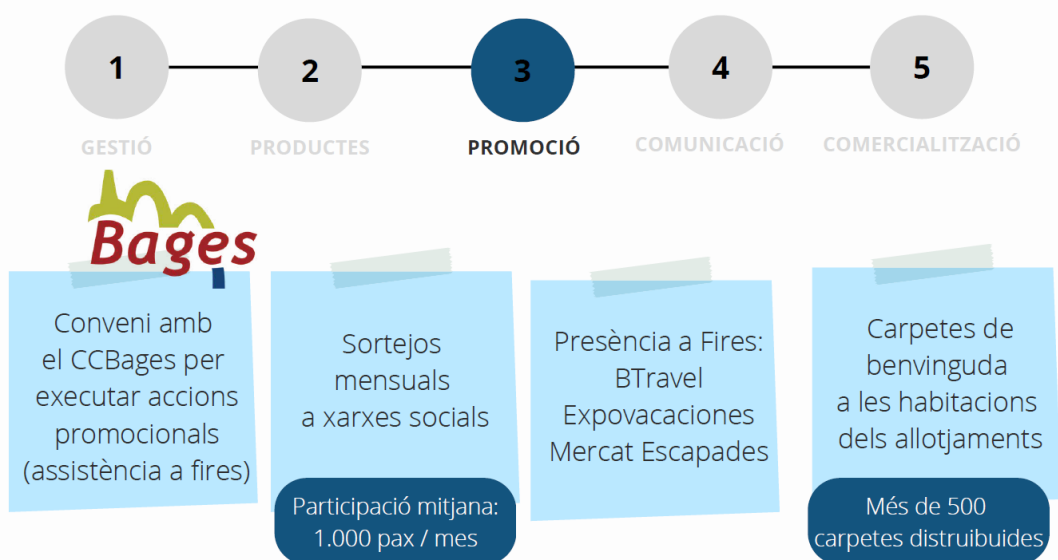 1
2
3
4
5
GESTIÓ
PRODUCTES
PROMOCIÓ
COMUNICACIÓ
COMERCIALITZACIÓ
Bages
Conveni amb
el CCBages per
executar accions
promocionals
(assistència a fires)
Sortejos
mensuals
a xarxes socials
Participació mitjana:
1.000 pax / mes
Presència a Fires:
BTravel
Expovacaciones
Mercat Escapades
Carpetes de
benvinguda
a les habitacions
dels allotjaments
Més de 500
carpetes distruibuides